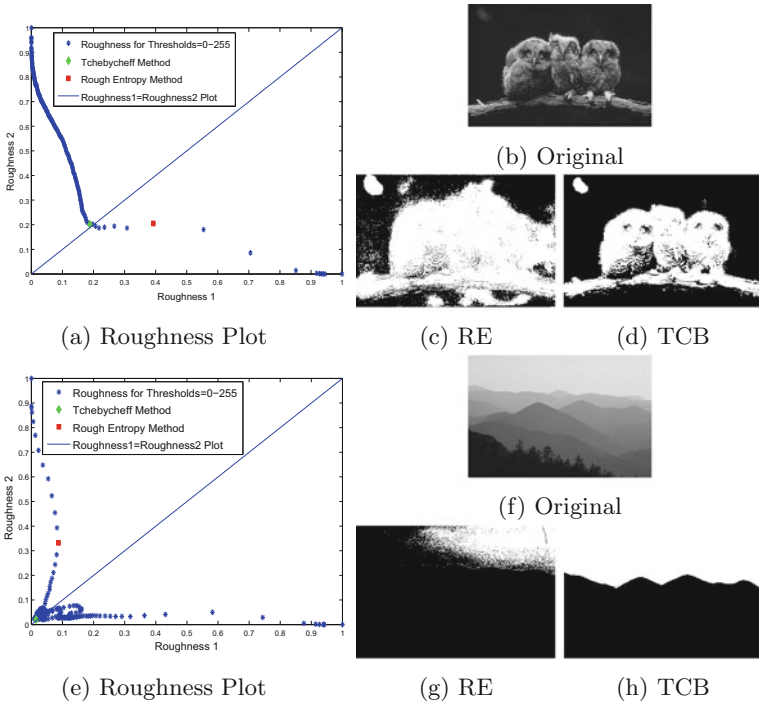 1
0.9
0.8
0.7
0.6
0.5
0.4
0.3
0.2
0.1
0
Roughness 2
Roughness for Thresholds=0−255
Tchebycheff Method
Rough Entropy Method
Roughness1=Roughness2 Plot
0 0.1 0.2 0.3 0.4 0.5 0.6 0.7 0.8 0.9 1
Roughness 1
(a) Roughness Plot
(b) Original
(c) RE
(d) TCB
1
0.9
0.8
0.7
0.6
0.5
0.4
0.3
0.2
0.1
0
Roughness 2
Roughness for Thresholds=0−255
Tchebycheff Method
Rough Entropy Method
Roughness1=Roughness2 Plot
0 0.1 0.2 0.3 0.4 0.5 0.6 0.7 0.8 0.9 1
Roughness 1
(e) Roughness Plot
(f) Original
(g) RE
(h) TCB